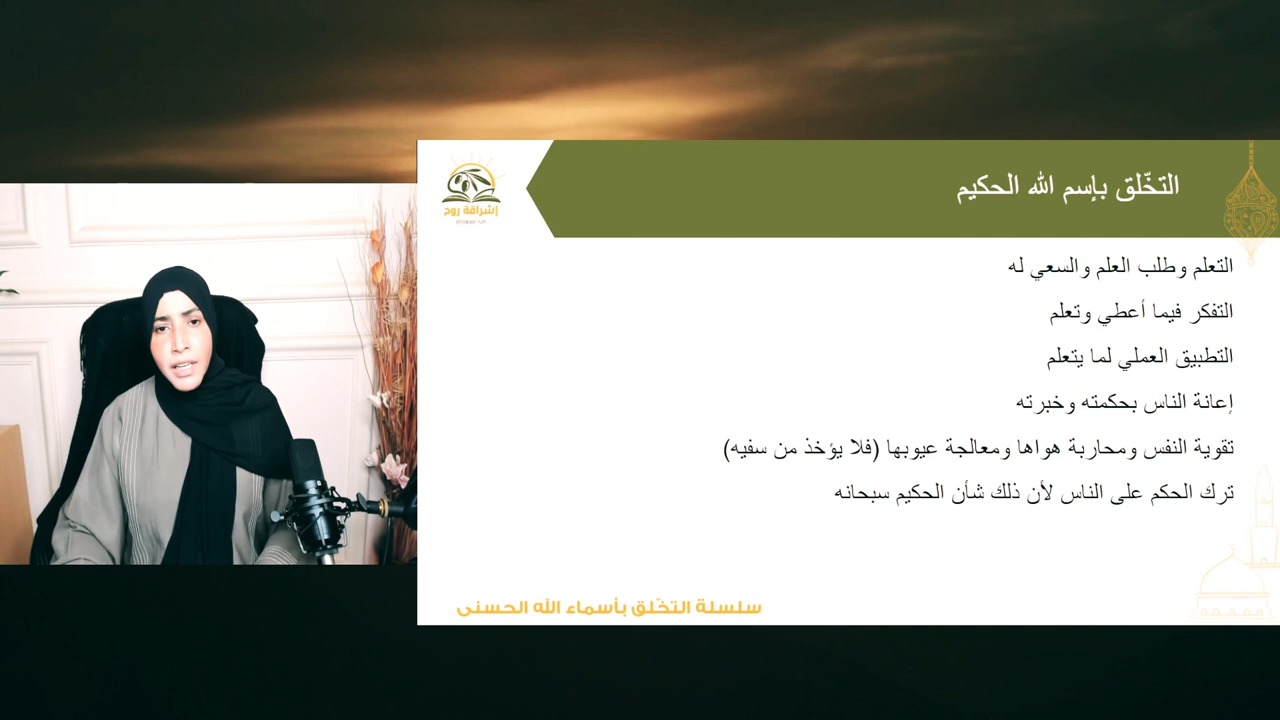 التخّلق بإسم الله الحكيم
إشراقة روح
التعلم وطلب العلم والسعي له
التفكر فيما أعطي وتعلم
التطبيق العملي لما يتعلم
إعانة الناس بحكمته وخبرته
تقوية النفس ومحاربة هواها ومعالجة عيوبها (فلا يؤخذ من سفيه)
ترك الحكم على الناس لأن ذلك شأن الحكيم سبحانه
سلسلة التخّلق بأسماء الله الحسنى